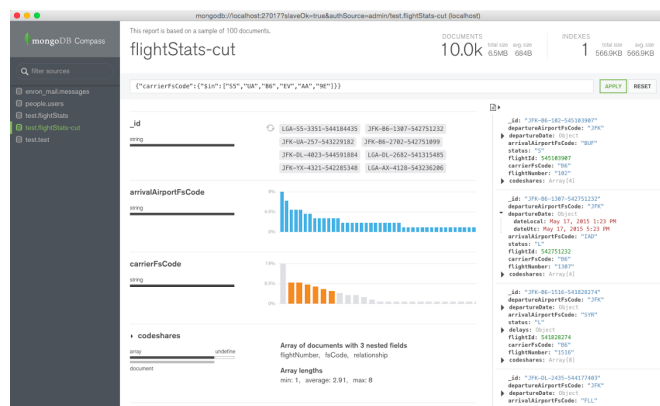 mongodb://localhost:27017?slaveOk=true&authSource=admin/test.flightStats-cut (localhost)
mongoDB Compass
filter sources
enron_mail.messages
people.users
test.flightStats
test.flightStats-cut
test.test
This report is based on a sample of 100 documents.
flightStats-cut
DOCUMENTS
10.0k total size avg. size
6.5MB 684B
INDEXES
1 total size avg. size
566.9KB 566.9KB
{"carrierFsCode":{"$in":["S5","UA","B6","EV","AA","9E"]}}
APPLY RESET
_id
string
LGA-S5-3351-544184435 JFK-B6-1307-542751232
JFK-UA-257-543229182 JFK-B6-2702-542751099
JFK-DL-4023-544591884 LGA-DL-2682-541315485
JFK-YX-4321-542285348 LGA-AX-4128-543236206
arrivalAirportFsCode
string
0%
carrierFsCode
string
0%
codeshares
array undefine
document
Array of documents with 3 nested fields
flightNumber, fsCode, relationship
Array lengths
min: 1, average: 2.91, max: 8
_id: "JFK-B6-102-545103907"
departureAirportFsCode: "JFK"
departureDate: Object
arrivalAirportFsCode: "BUF"
status: "S"
flightId: 545103907
carrierFsCode: "B6"
flightNumber: "102"
codeshares: Array[4]
_id: "JFK-B6-1307-542751232"
departureAirportFsCode: "JFK"
departureDate: Object
dateLocal: May 17, 2015 1:23 PM
dateUtc: May 17, 2015 5:23 PM
arrivalAirportFsCode: "IAD"
status: "L"
flightId: 542751232
carrierFsCode: "B6"
flightNumber: "1307"
codeshares: Array[4]
_id: "JFK-B6-1516-541828274"
departureAirportFsCode: "JFK"
departureDate: Object
arrivalAirportFsCode: "SYR"
status: "L"
delays: Object
flightId: 541828274
carrierFsCode: "B6"
flightNumber: "1516"
codeshares: Array[8]
_id: "JFK-DL-2435-544177403"
departureAirportFsCode: "JFK"
departureDate: Object
arrivalAirportFsCode: "FLL"